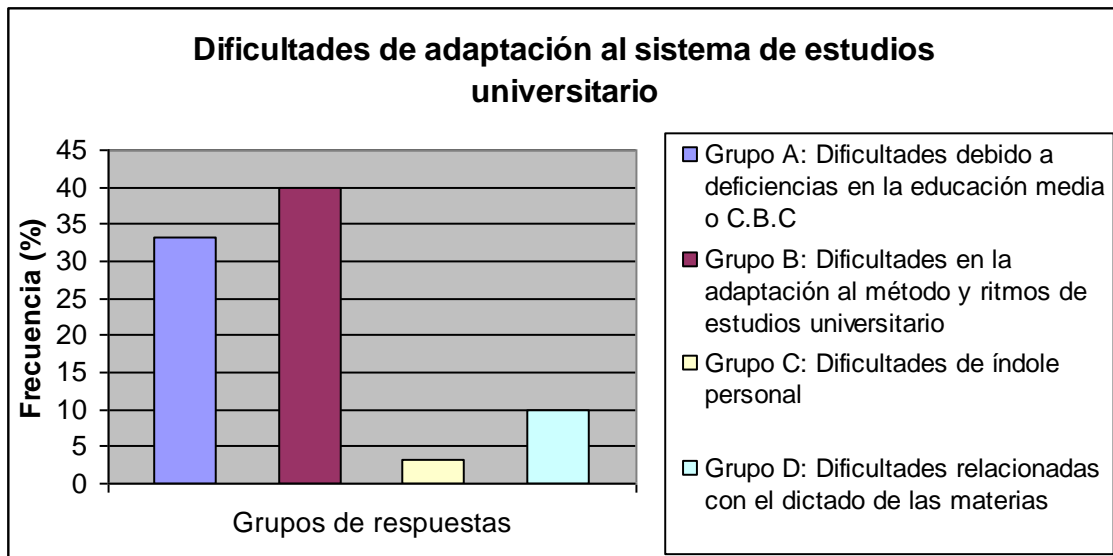 Dificultades de adaptación al sistema de estudios
universitario
45
40
35
30
25
20
15
10
5
0
Frecuencia (%)
Grupos de respuestas
Grupo A: Dificultades debido a
deficiencias en la educación media
o C.B.C
Grupo B: Dificultades en la
adaptación al método y ritmos de
estudios universitario
Grupo C: Dificultades de índole
personal
Grupo D: Dificultades relacionadas
con el dictado de las materias